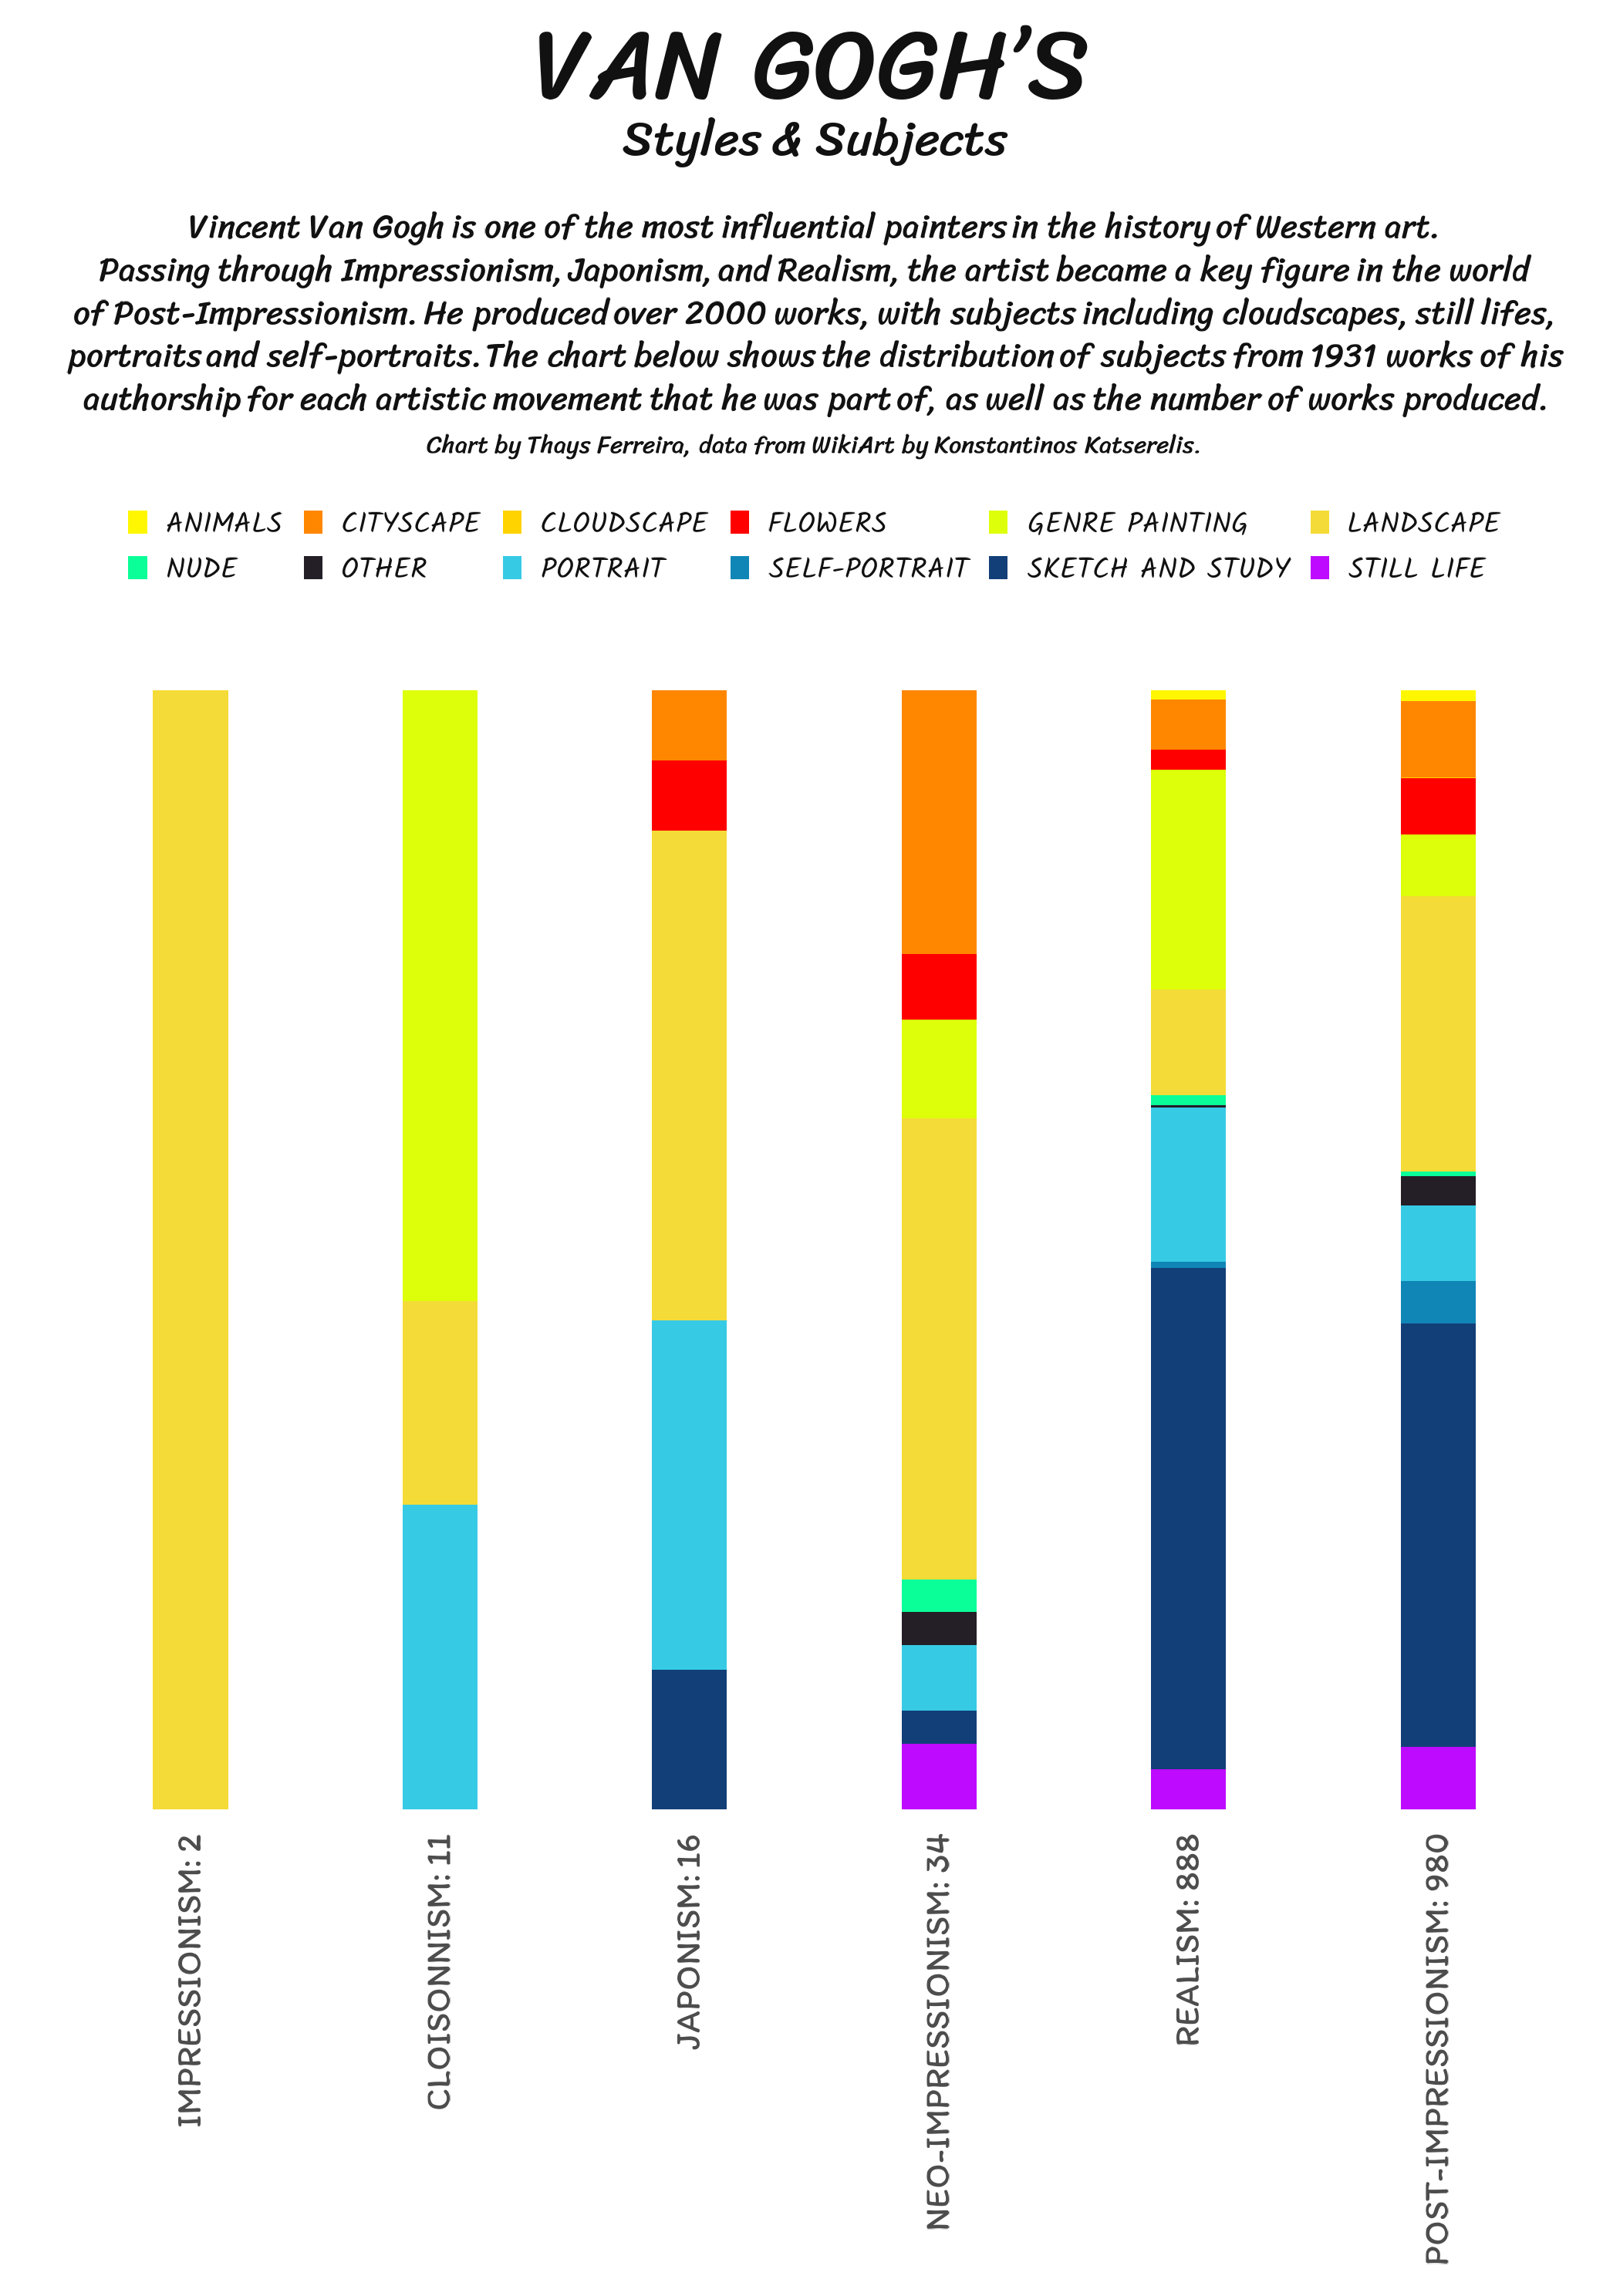 VAN GOGH’S
Styles & Subjects
Vincent Van Gogh is one of the most influential painters in the history of Western art.
Passing through Impressionism, Japonism, and Realism, the artist became a key figure in the world
of Post-Impressionism. He produced over 2000 works, with subjects including cloudscapes, still lifes,
portraits and self-portraits. The chart below shows the distribution of subjects from 1931 works of his
authorship for each artistic movement that he was part of, as well as the number of works produced.
Chart by Thays Ferreira, data from WikiArt by Konstantinos Katserelis.
ANIMALS CITYSCAPE CLOUDSCAPE FLOWERS GENRE PAINTING LANDSCAPE
NUDE OTHER PORTRAIT SELF-PORTRAIT SKETCH AND STUDY STILL LIFE
IMPRESSIONISM: 2
CLOISONNISM: 11
JAPONISM: 16
NEO-IMPRESSIONISM: 34
REALISM: 888
POST-IMPRESSIONISM: 980